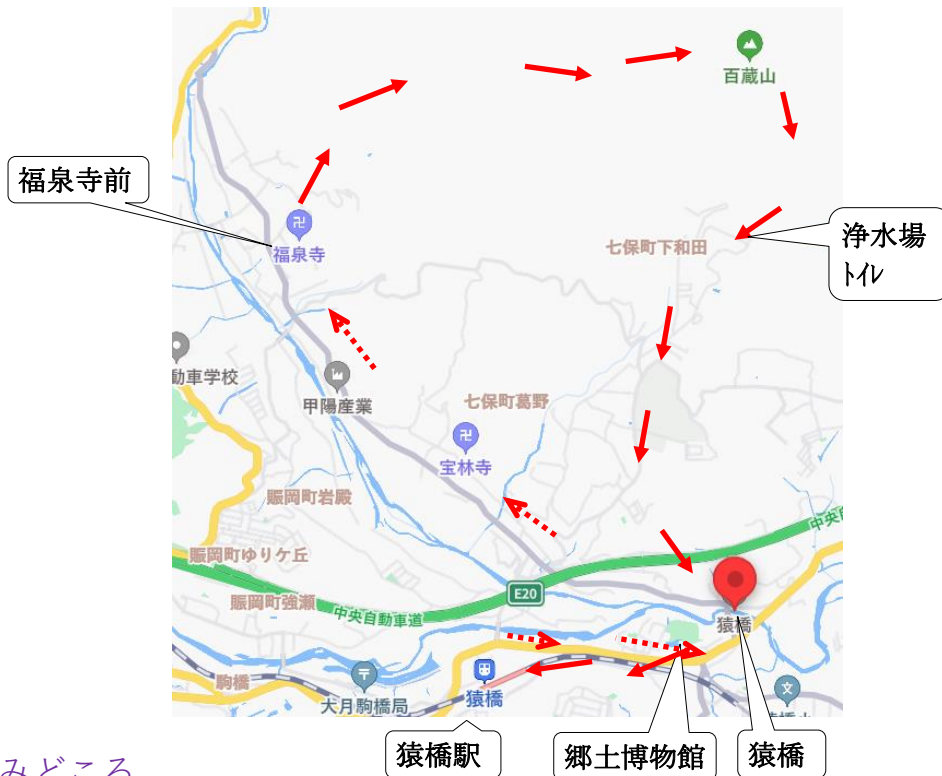 百蔵山
福泉寺前
福泉寺
七保町下和田
浄水場
トイレ
動車学校
甲陽産業
七保町葛野
宝林寺
賑岡町岩殿
賑岡町ゆりケ丘
中央自
E20
賑岡町強瀬
中央自動車道
猿橋
駒橋
大月駒橋局
猿橋
猿橋駅
郷土博物館
猿橋
みどころ